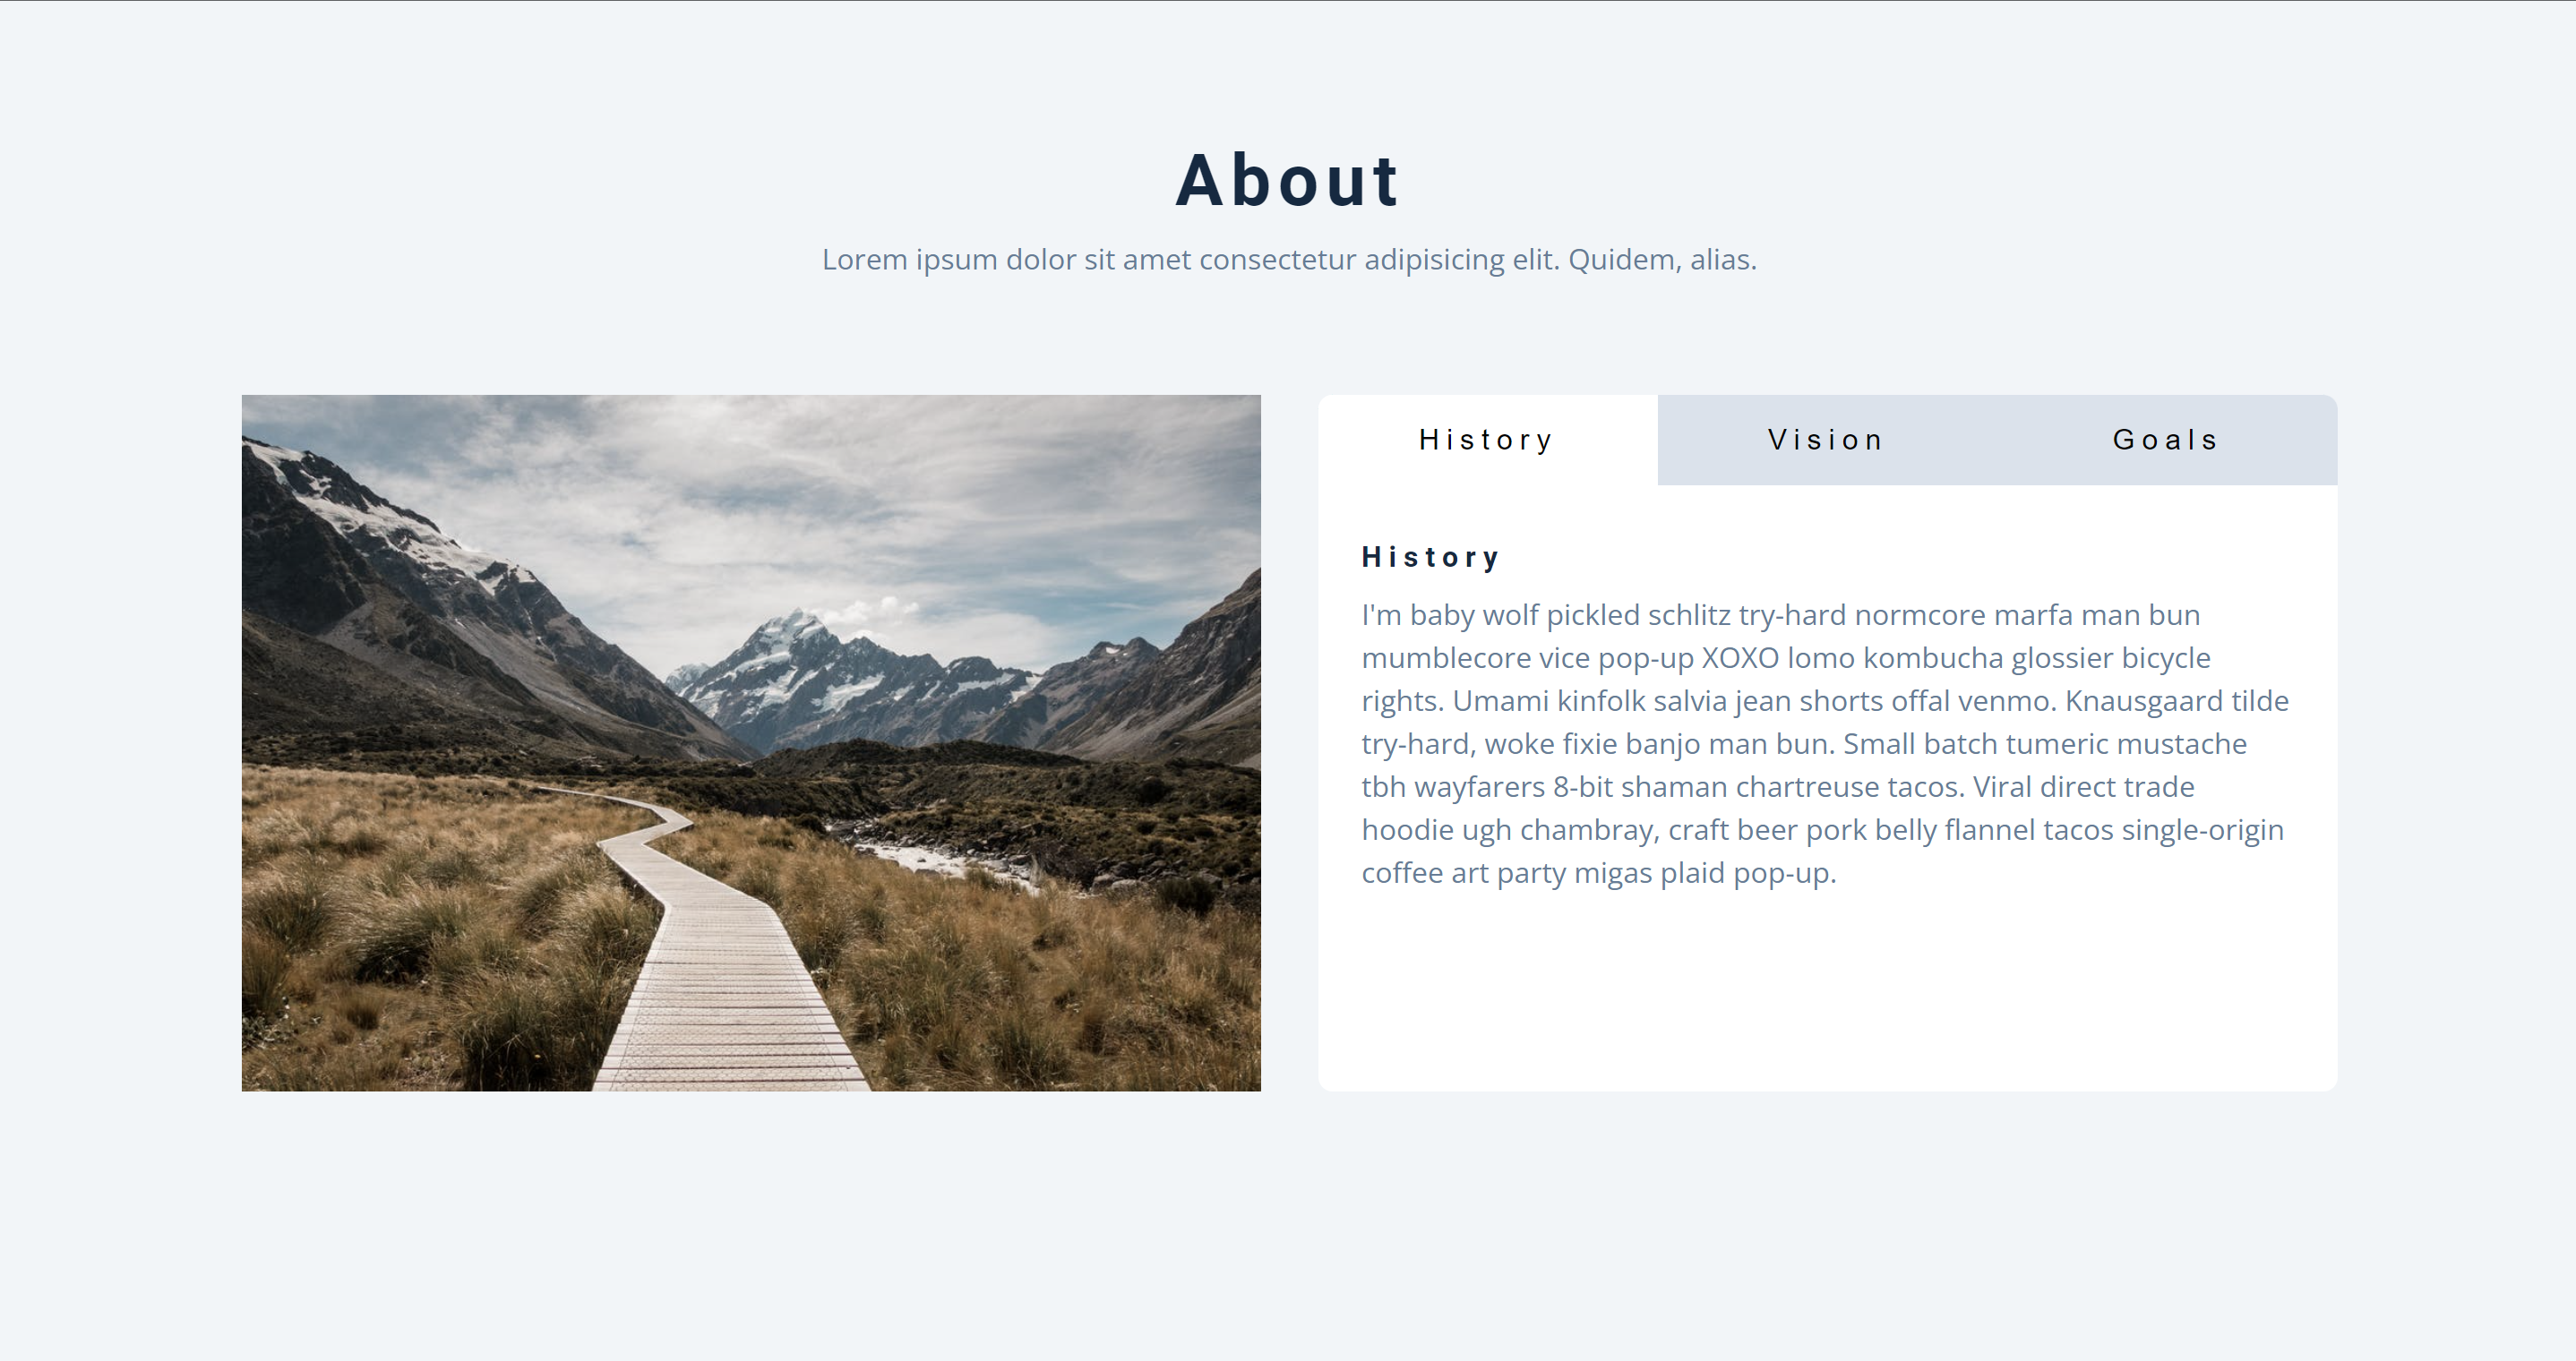 About
Lorem ipsum dolor sit amet consectetur adipisicing elit. Quidem, alias.
History
Vision
Goals
History
I'm baby wolf pickled schlitz try-hard normcore marfa man bun
mumblecore vice pop-up XOXO lomo kombucha glossier bicycle
rights. Umami kinfolk salvia jean shorts offal venmo. Knausgaard tilde
try-hard, woke fixie banjo man bun. Small batch tumeric mustache
tbh wayfarers 8-bit shaman chartreuse tacos. Viral direct trade
hoodie ugh chambray, craft beer pork belly flannel tacos single-origin
coffee art party migas plaid pop-up.